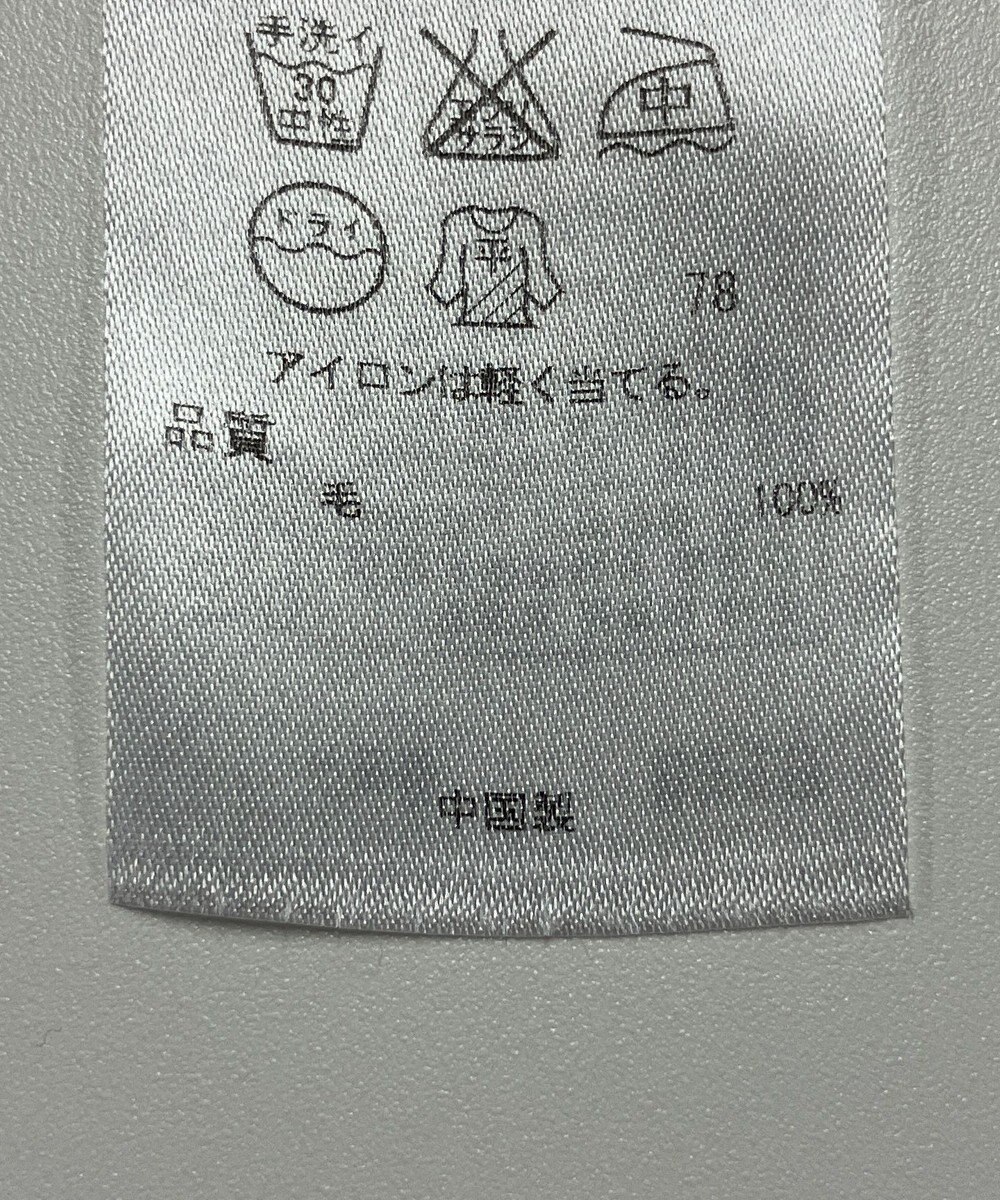 手洗イ
30
中性
エンソ
サラシ
中
ドライ
平
78
アイロンは軽く当てる。
品質
毛 100%
中国製